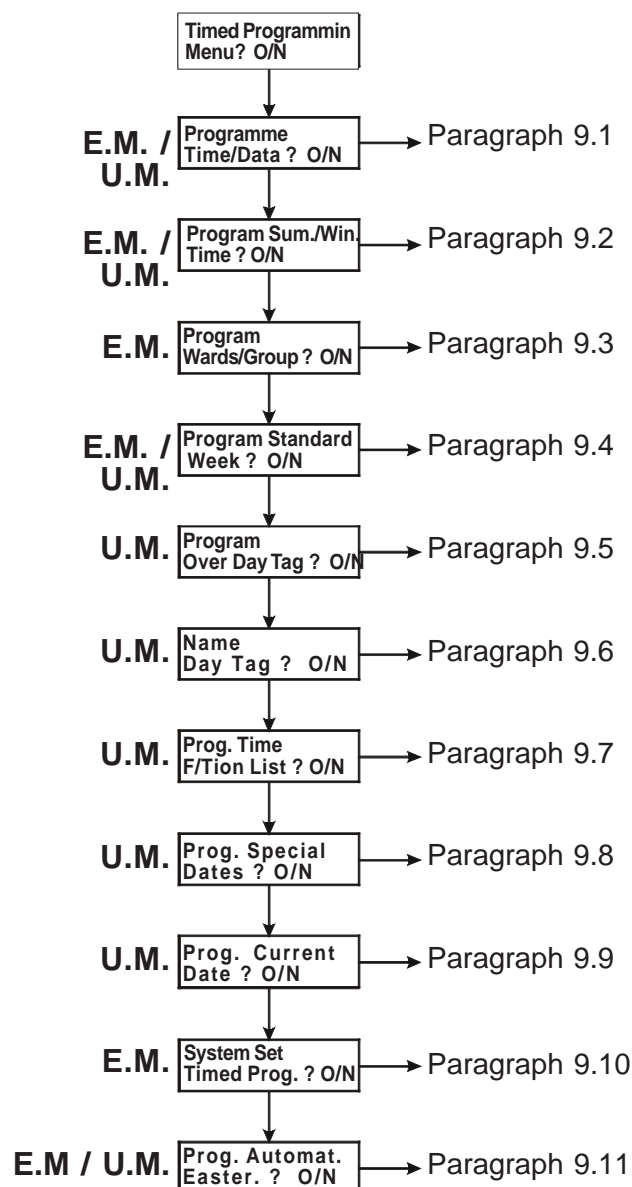 Timed Programmin
Menu? O/N
E.M. /
U.M.
Programme
Time/Data ? O/N
Paragraph 9.1
E.M. /
U.M.
Program Sum./Win.
Time ? O/N
Paragraph 9.2
E.M.
Program
Wards/Group ? O/N
Paragraph 9.3
E.M. /
U.M.
Program Standard
Week ? O/N
Paragraph 9.4
U.M.
Program
Over Day Tag ? O/N
Paragraph 9.5
U.M.
Name
Day Tag ? O/N
Paragraph 9.6
U.M.
Prog. Time
F/Tion List ? O/N
Paragraph 9.7
U.M.
Prog. Special
Dates ? O/N
Paragraph 9.8
U.M.
Prog. Current
Date ? O/N
Paragraph 9.9
E.M.
System Set
Timed Prog. ? O/N
Paragraph 9.10
E.M / U.M.
Prog. Automat.
Easter. ? O/N
Paragraph 9.11